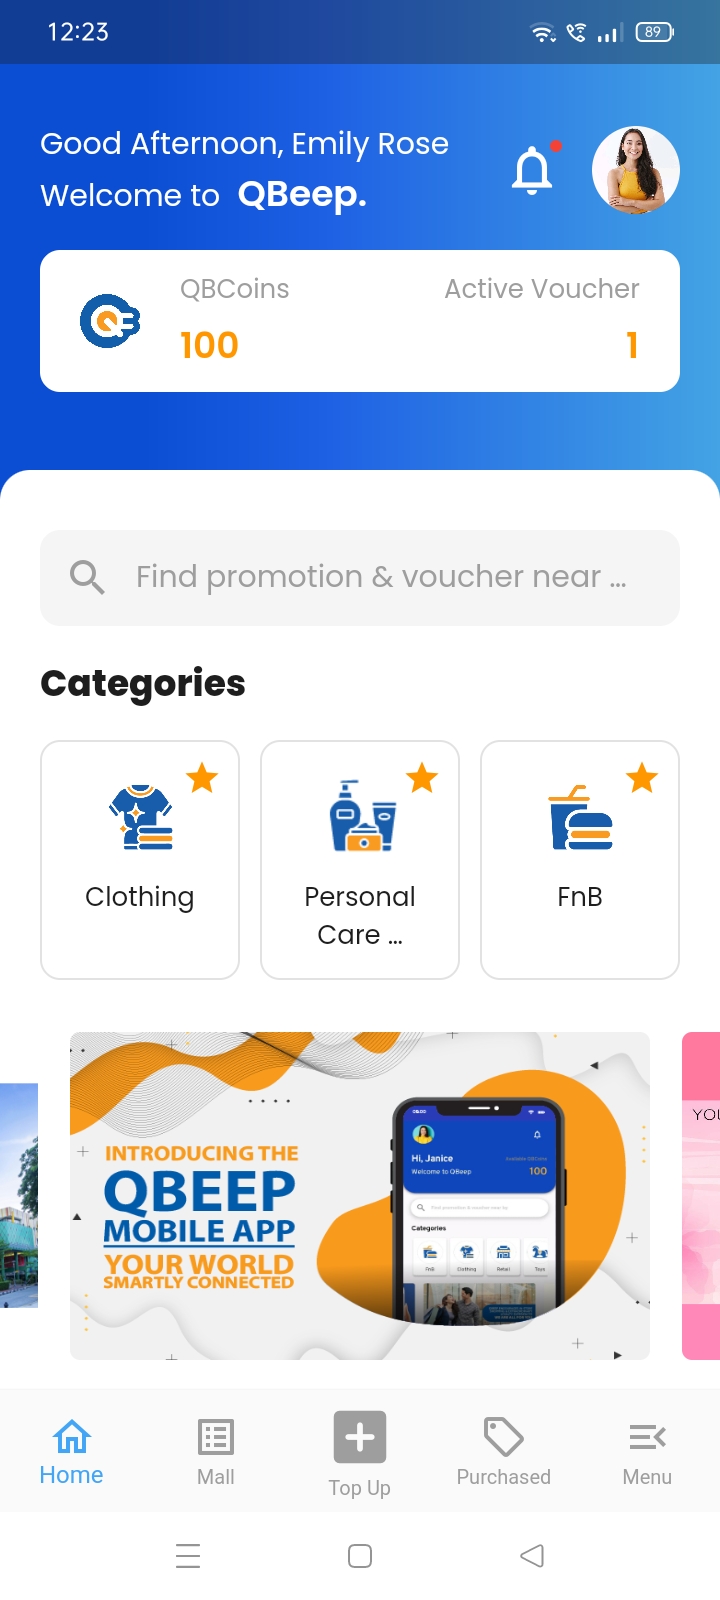 12:23
89
Good Afternoon, Emily Rose
Welcome to QBeep.
QBCoins
Active Voucher
100
1
Find promotion & voucher near ...
Categories
Clothing
Personal
Care ...
FnB
INTRODUCING THE
QBEEP
MOBILE APP
YOUR WORLD
SMARTLY CONNECTED
Hi, Janice
Welcome to QBeep
Available QBCoins
100
Find promotion & voucher near by
Categories
FnB
Clothing
Retail
Toys
YOU
Home
Mall
Top Up
Purchased
Menu